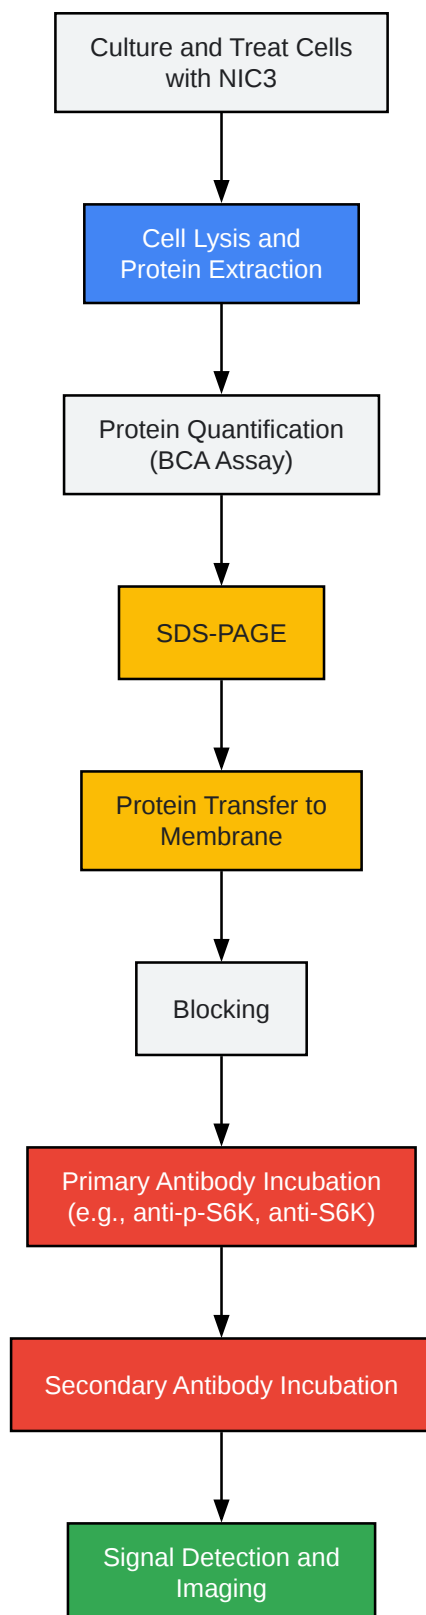 Culture and Treat Cells
with NIC3
Cell Lysis and
Protein Extraction
Protein Quantification
(BCA Assay)
SDS-PAGE
Protein Transfer to
Membrane
Blocking
Primary Antibody Incubation
(e.g., anti-p-S6K, anti-S6K)
Secondary Antibody Incubation
Signal Detection and
Imaging